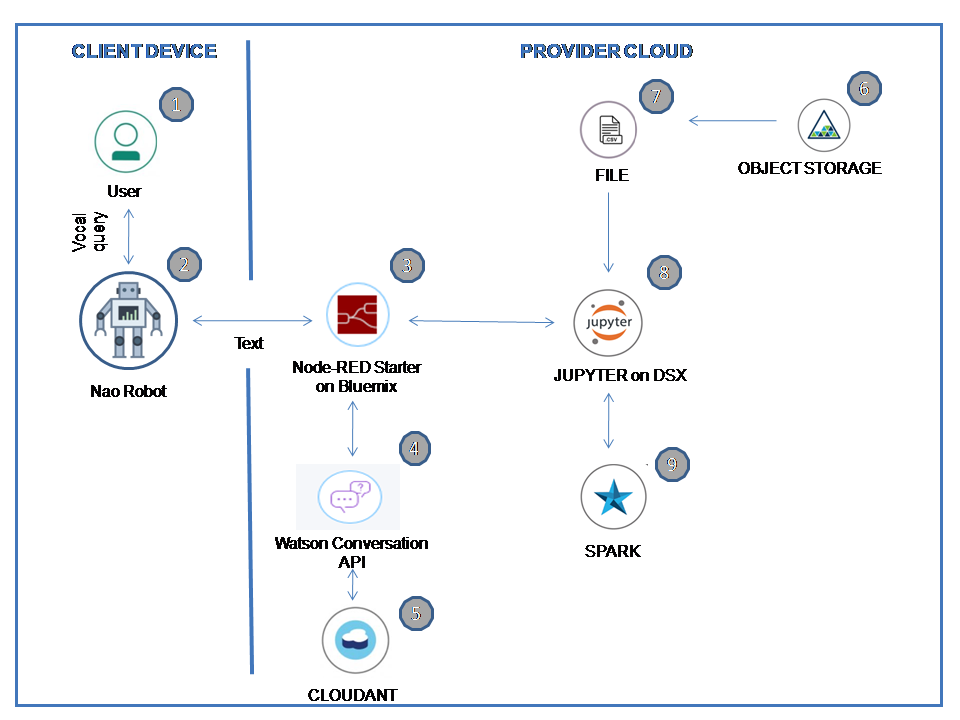 CLIENT DEVICE
PROVIDER CLOUD
1
7
6
.CSV
User
FILE
OBJECT STORAGE
Vocal
query
2
3
8
jupyter
Text
Nao Robot
Node-RED Starter
on Bluemix
JUPYTER on DSX
4
9
?
Watson Conversation
API
SPARK
5
CLOUDANT